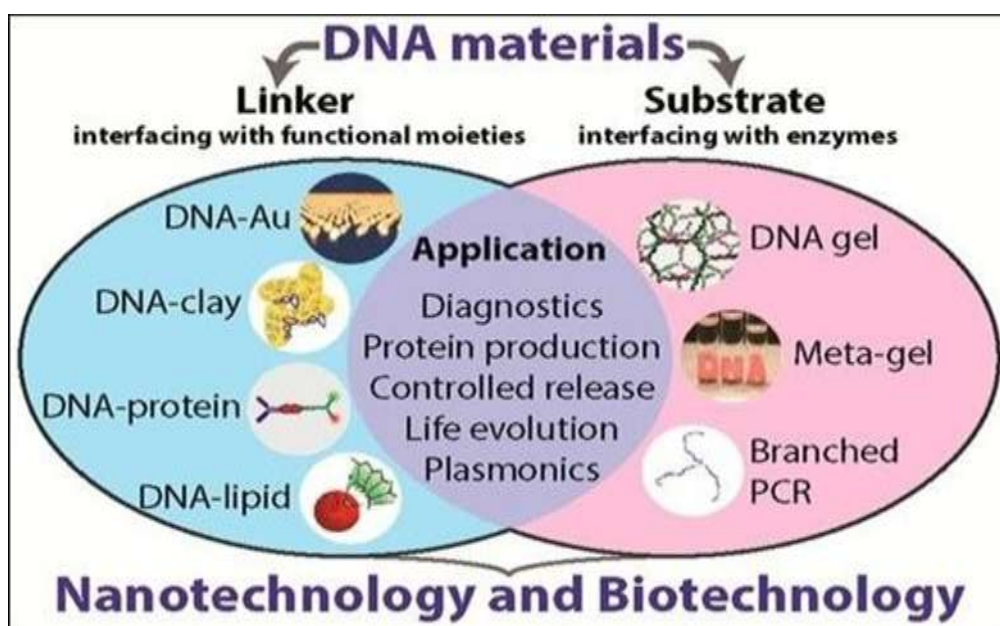 DNA materials
Linker
interfacing with functional moieties
Substrate
interfacing with enzymes
DNA-Au
DNA-clay
DNA-protein
DNA-lipid
Application
Diagnostics
Protein production
Controlled release
Life evolution
Plasmonics
DNA gel
DNA
Meta-gel
Branched
PCR
Nanotechnology and Biotechnology